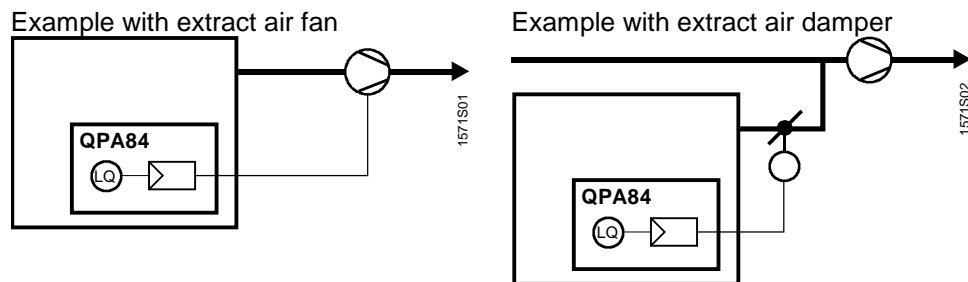 Example with extract air fan
QPA84
LQ
1571S01
Example with extract air damper
QPA84
LQ
1571S02